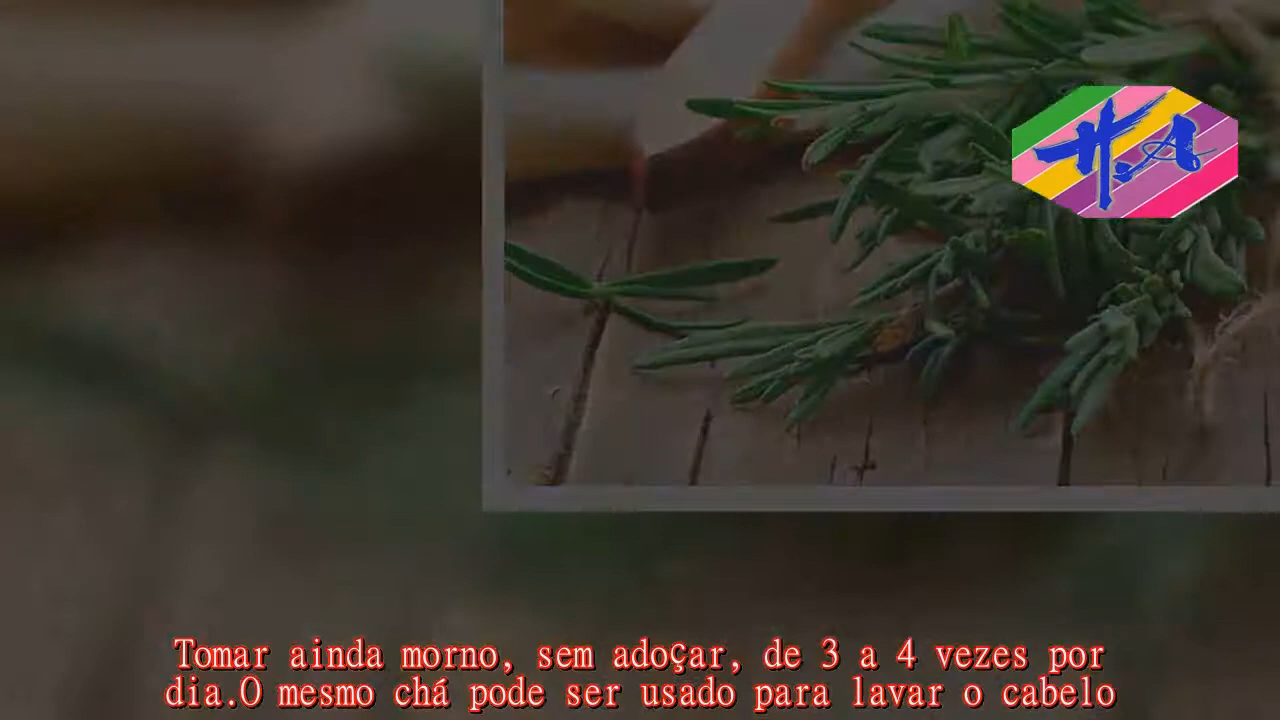 H.A
Tomar ainda morno, sem adoçar, de 3 a 4 vezes por
dia.O mesmo chá pode ser usado para lavar o cabelo